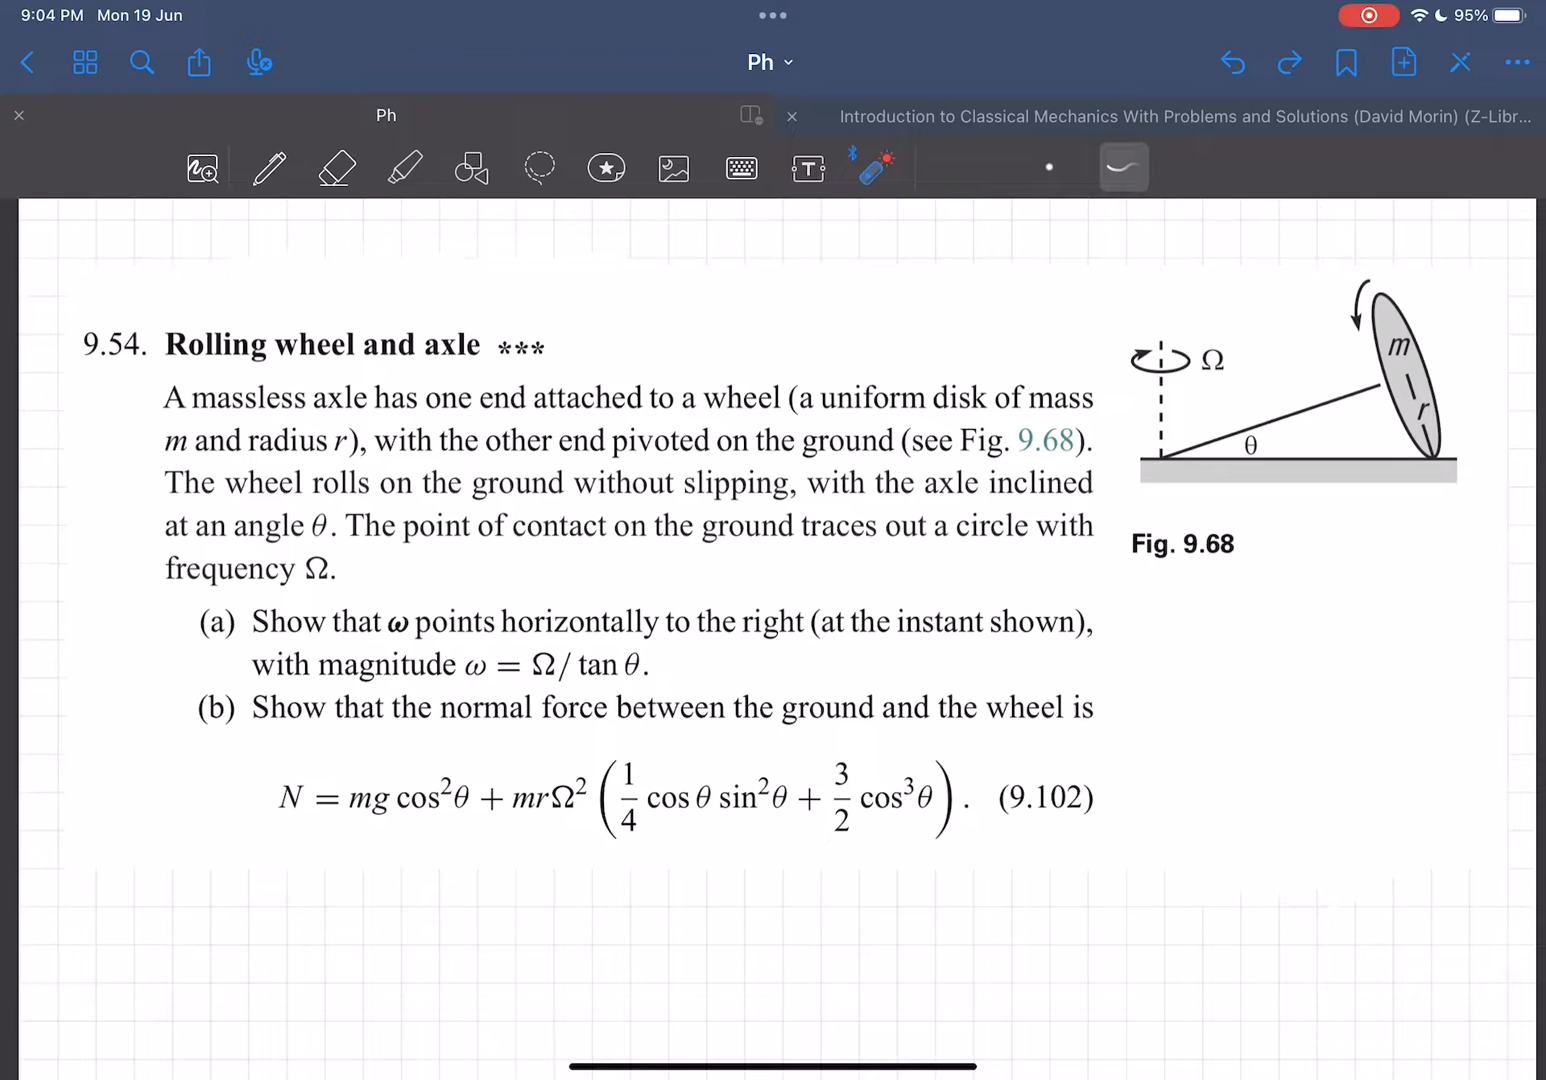 9:04 PM Mon 19 Jun
95%
Ph
Ph
Introduction to Classical Mechanics With Problems and Solutions (David Morin) (Z-Libr...
T
9.54. Rolling wheel and axle ***
A massless axle has one end attached to a wheel (a uniform disk of mass
m and radius r), with the other end pivoted on the ground (see Fig. 9.68).
The wheel rolls on the ground without slipping, with the axle inclined
at an angle θ. The point of contact on the ground traces out a circle with
frequency Ω.
(a) Show that ω points horizontally to the right (at the instant shown),
with magnitude ω = Ω/ tan θ.
(b) Show that the normal force between the ground and the wheel is
N = mg cos²θ + mrΩ² (1/4 cos θ sin²θ + 3/2 cos³θ). (9.102)
Ω
m
r
θ
Fig. 9.68